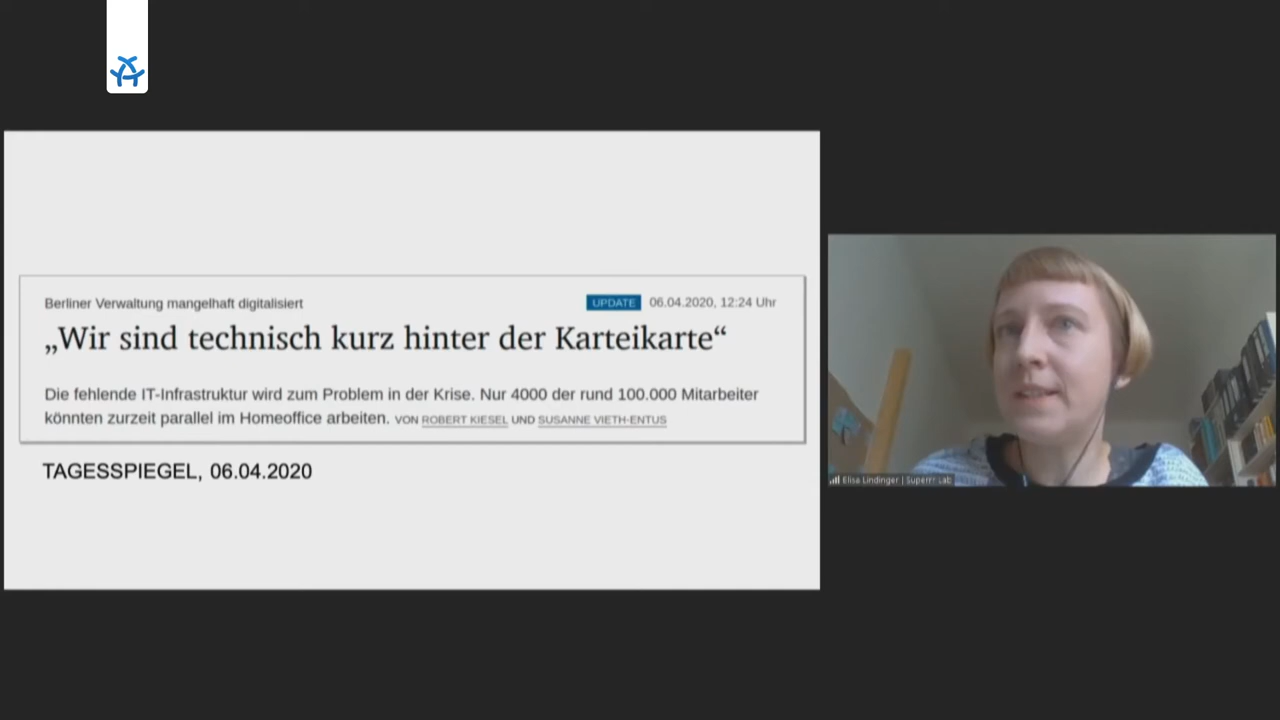 Berliner Verwaltung mangelhaft digitalisiert
UPDATE 06.04.2020, 12:24 Uhr
„Wir sind technisch kurz hinter der Karteikarte“
Die fehlende IT-Infrastruktur wird zum Problem in der Krise. Nur 4000 der rund 100.000 Mitarbeiter
könnten zurzeit parallel im Homeoffice arbeiten. VON ROBERT KIESEL UND SUSANNE VIETH-ENTUS
TAGESSPIEGEL, 06.04.2020
Elisa Lindinger | Superrr Lab